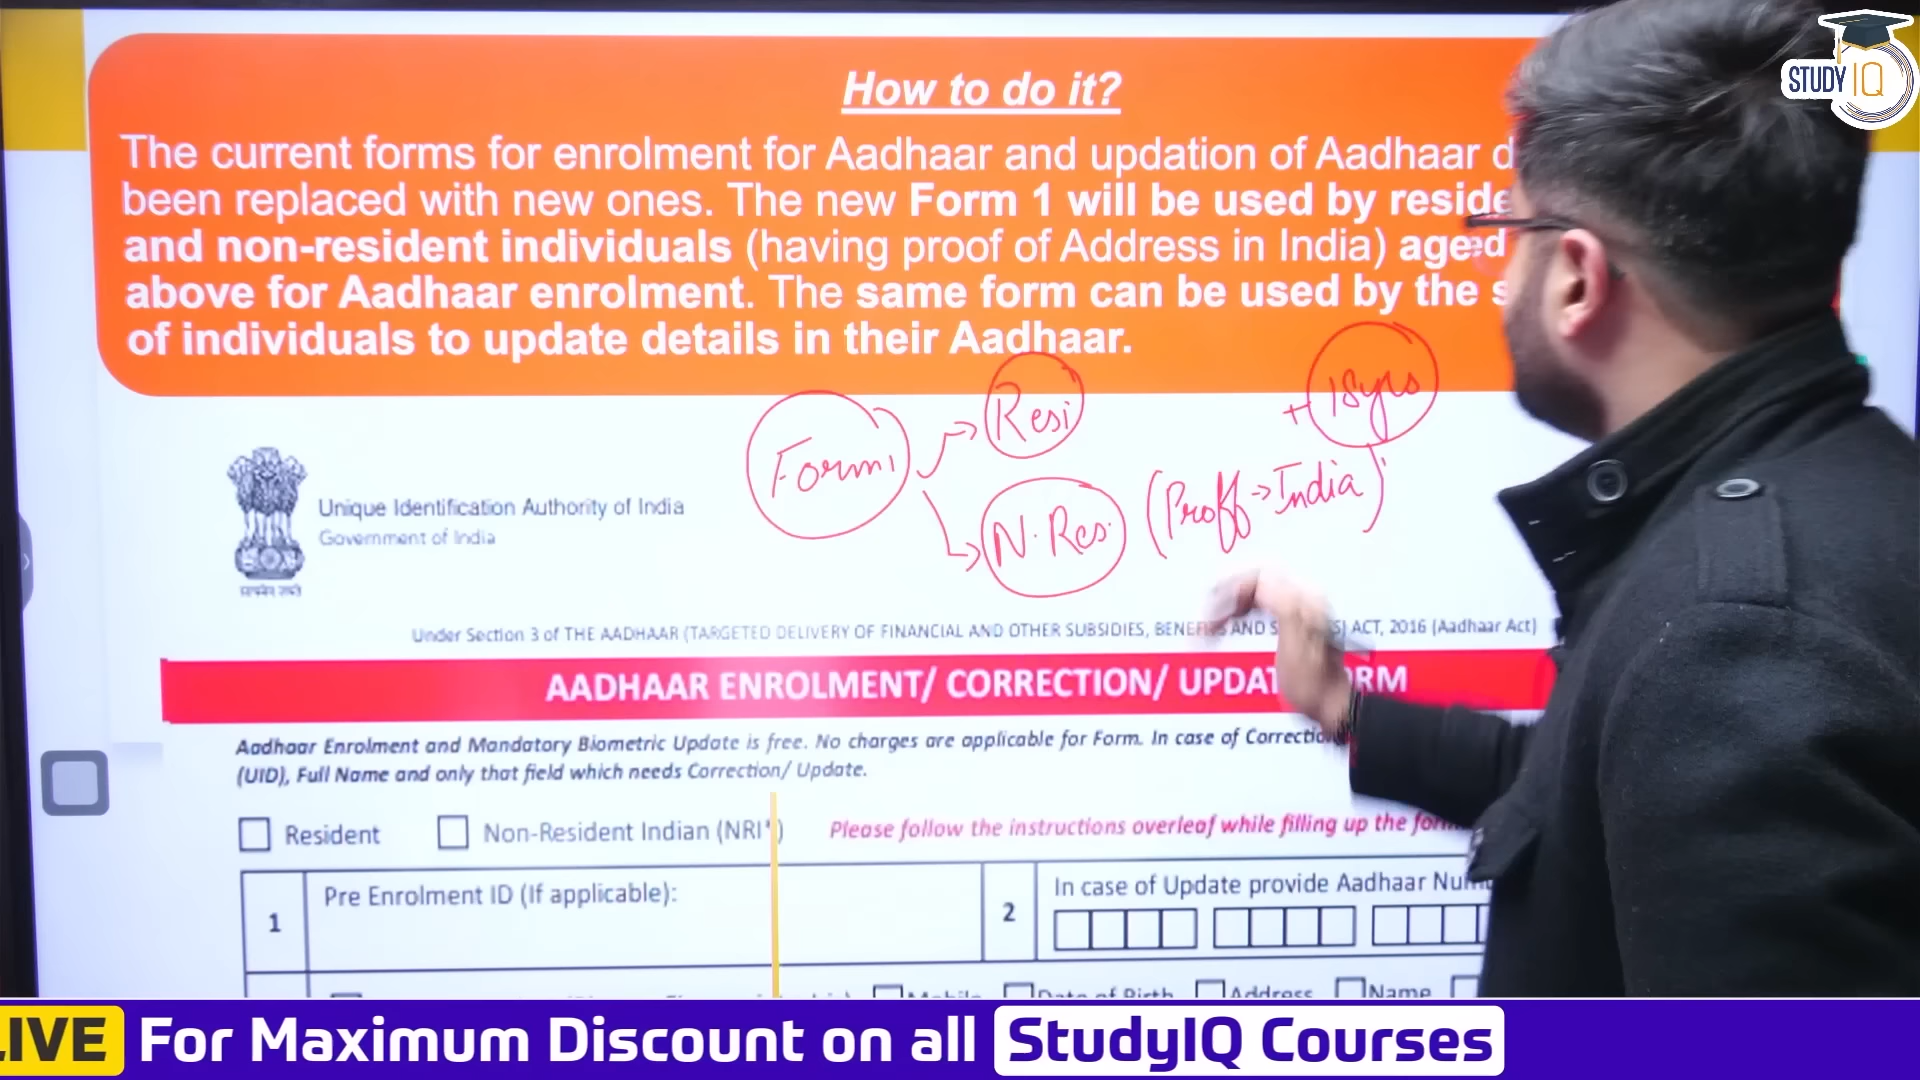 How to do it?
STUDY IQ
The current forms for enrolment for Aadhaar and updation of Aadhaar
been replaced with new ones. The new Form 1 will be used by
and non-resident individuals (having proof of Address in India) aged
above for Aadhaar enrolment. The same form can be used by the
of individuals to update details in their Aadhaar.
Form 1
Resi
+ 18yrs
N. Res. (Proff → India)
Unique Identification Authority of India
Government of India
Under Section 3 of THE AADHAAR (TARGETED DELIVERY OF FINANCIAL AND OTHER SUBSIDIES, AND ACT, 2016 (Aadhaar Act)
AADHAAR ENROLMENT/ CORRECTION/
Aadhaar Enrolment and Mandatory Biometric Update is free. No charges are applicable for Form. In case of
(UID), Full Name and only that field which needs Correction/ Update.
Resident
Non-Resident Indian (NRI*)
Please follow the instructions overleaf while filling up the
1
Pre Enrolment ID (If applicable):
2
In case of Update provide Aadhaar
Mobile
Date of Birth
Address
Name
For Maximum Discount on all StudyIQ Courses